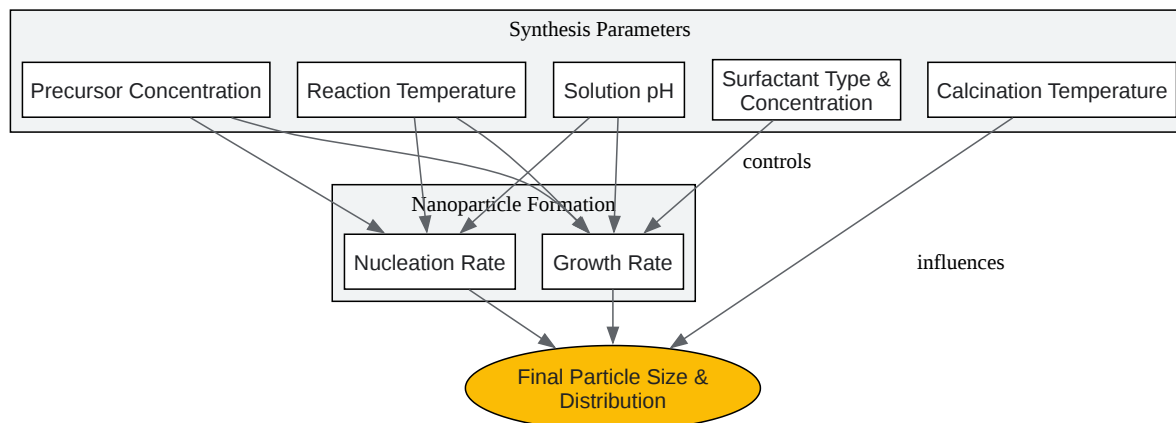 Synthesis Parameters
Precursor Concentration
Reaction Temperature
Solution pH
Surfactant Type &
Concentration
Calcination Temperature
controls
Nanoparticle Formation
Nucleation Rate
Growth Rate
influences
Final Particle Size &
Distribution